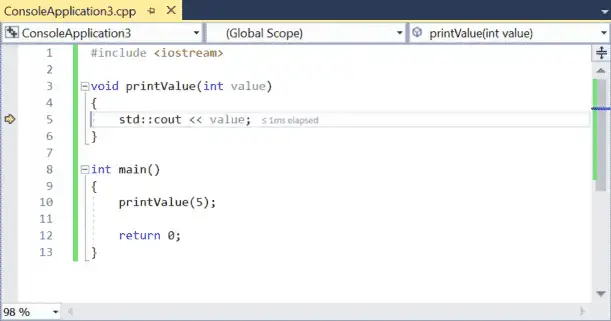 ConsoleApplication3.cpp
ConsoleApplication3 (Global Scope) printValue(int value)
1 #include <iostream>
2
3 void printValue(int value)
4 {
5 std::cout << value; ≤ 1ms elapsed
6 }
7
8 int main()
9 {
10 printValue(5);
11
12 return 0;
13 }
98 %